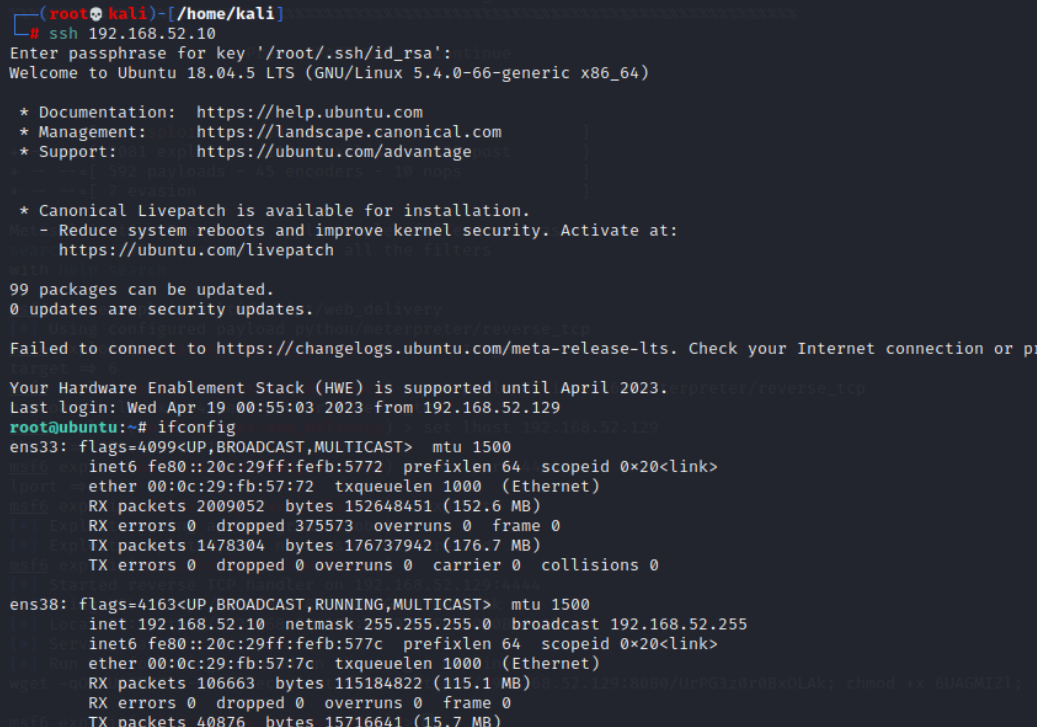 ┌──(root💀kali)-[/home/kali]
└─# ssh 192.168.52.10
Enter passphrase for key '/root/.ssh/id_rsa':
Welcome to Ubuntu 18.04.5 LTS (GNU/Linux 5.4.0-66-generic x86_64)
* Documentation:  https://help.ubuntu.com
* Management:     https://landscape.canonical.com
* Support:        https://ubuntu.com/advantage
* Canonical Livepatch is available for installation.
- Reduce system reboots and improve kernel security. Activate at:
https://ubuntu.com/livepatch
99 packages can be updated.
0 updates are security updates.
Failed to connect to https://changelogs.ubuntu.com/meta-release-lts. Check your Internet connection or
Your Hardware Enablement Stack (HWE) is supported until April 2023.
Last login: Wed Apr 19 00:55:03 2023 from 192.168.52.129
root@ubuntu:~# ifconfig
ens33: flags=4099<UP,BROADCAST,MULTICAST>  mtu 1500
inet6 fe80::20c:29ff:fefb:5772  prefixlen 64  scopeid 0×20<link>
ether 00:0c:29:fb:57:72  txqueuelen 1000  (Ethernet)
RX packets 2009052  bytes 152648451 (152.6 MB)
RX errors 0  dropped 375573  overruns 0  frame 0
TX packets 1478304  bytes 176737942 (176.7 MB)
TX errors 0  dropped 0 overruns 0  carrier 0  collisions 0
ens38: flags=4163<UP,BROADCAST,RUNNING,MULTICAST>  mtu 1500
inet 192.168.52.10  netmask 255.255.255.0  broadcast 192.168.52.255
inet6 fe80::20c:29ff:fefb:577c  prefixlen 64  scopeid 0×20<link>
ether 00:0c:29:fb:57:7c  txqueuelen 1000  (Ethernet)
RX packets 106663  bytes 115184822 (115.1 MB)
RX errors 0  dropped 0  overruns 0  frame 0
TX packets 40876  bytes 15716641 (15.7 MB)